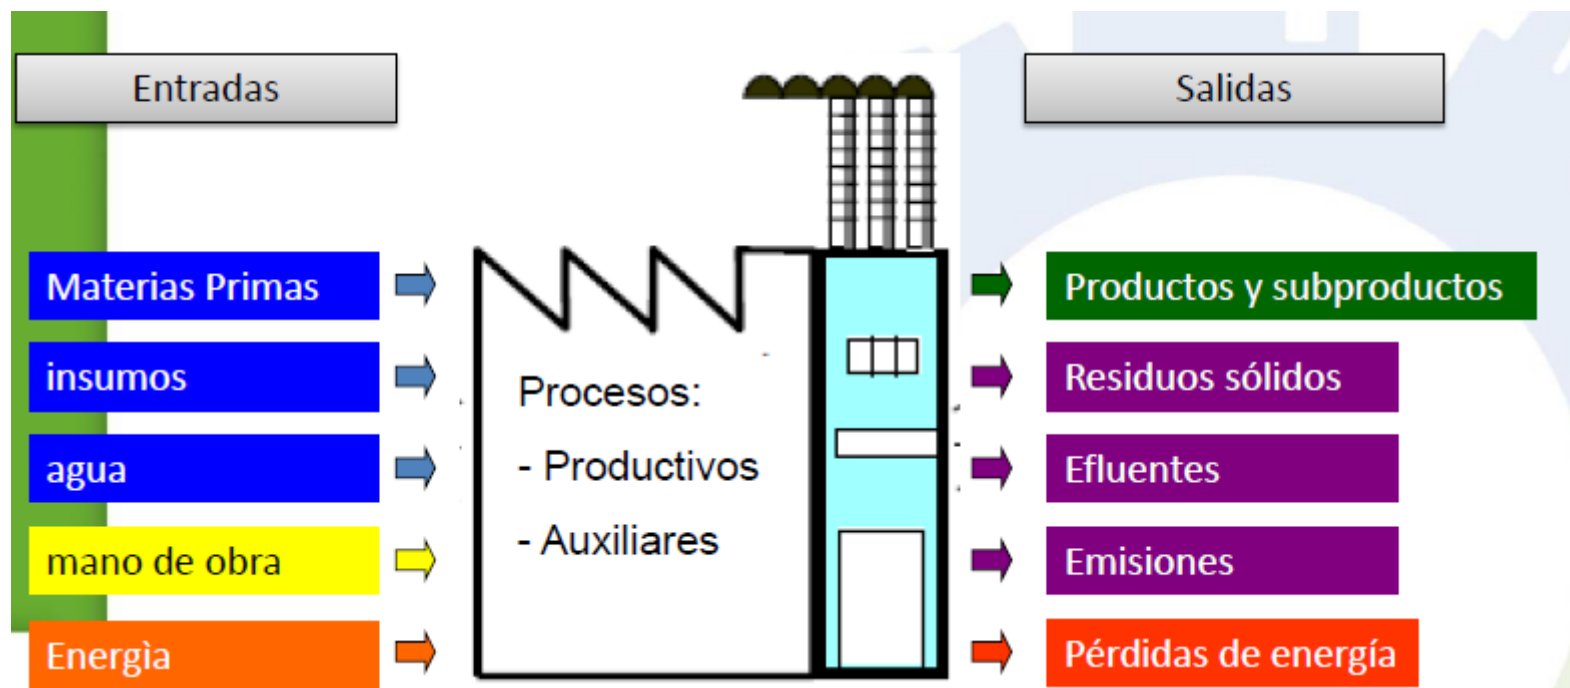 Entradas
Salidas
Materias Primas
insumos
agua
mano de obra
Energìa
Procesos:
- Productivos
- Auxiliares
Productos y subproductos
Residuos sólidos
Efluentes
Emisiones
Pérdidas de energía